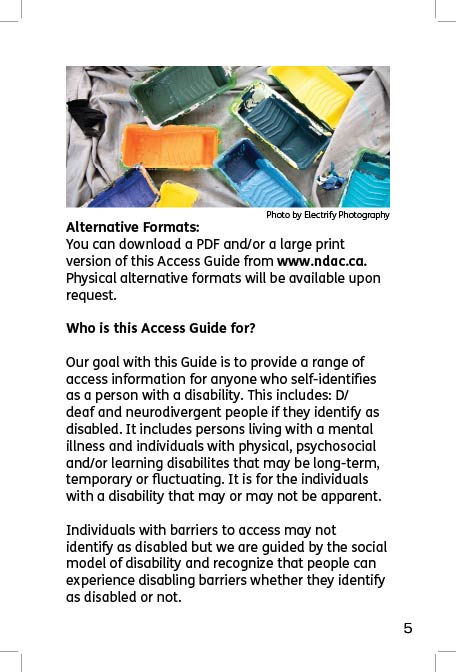 Photo by Electrify Photography
Alternative Formats:
You can download a PDF and/or a large print
version of this Access Guide from www.ndac.ca.
Physical alternative formats will be available upon
request.
Who is this Access Guide for?
Our goal with this Guide is to provide a range of
access information for anyone who self-identifies
as a person with a disability. This includes: D/
deaf and neurodivergent people if they identify as
disabled. It includes persons living with a mental
illness and individuals with physical, psychosocial
and/or learning disabilites that may be long-term,
temporary or fluctuating. It is for the individuals
with a disability that may or may not be apparent.
Individuals with barriers to access may not
identify as disabled but we are guided by the social
model of disability and recognize that people can
experience disabling barriers whether they identify
as disabled or not.
5